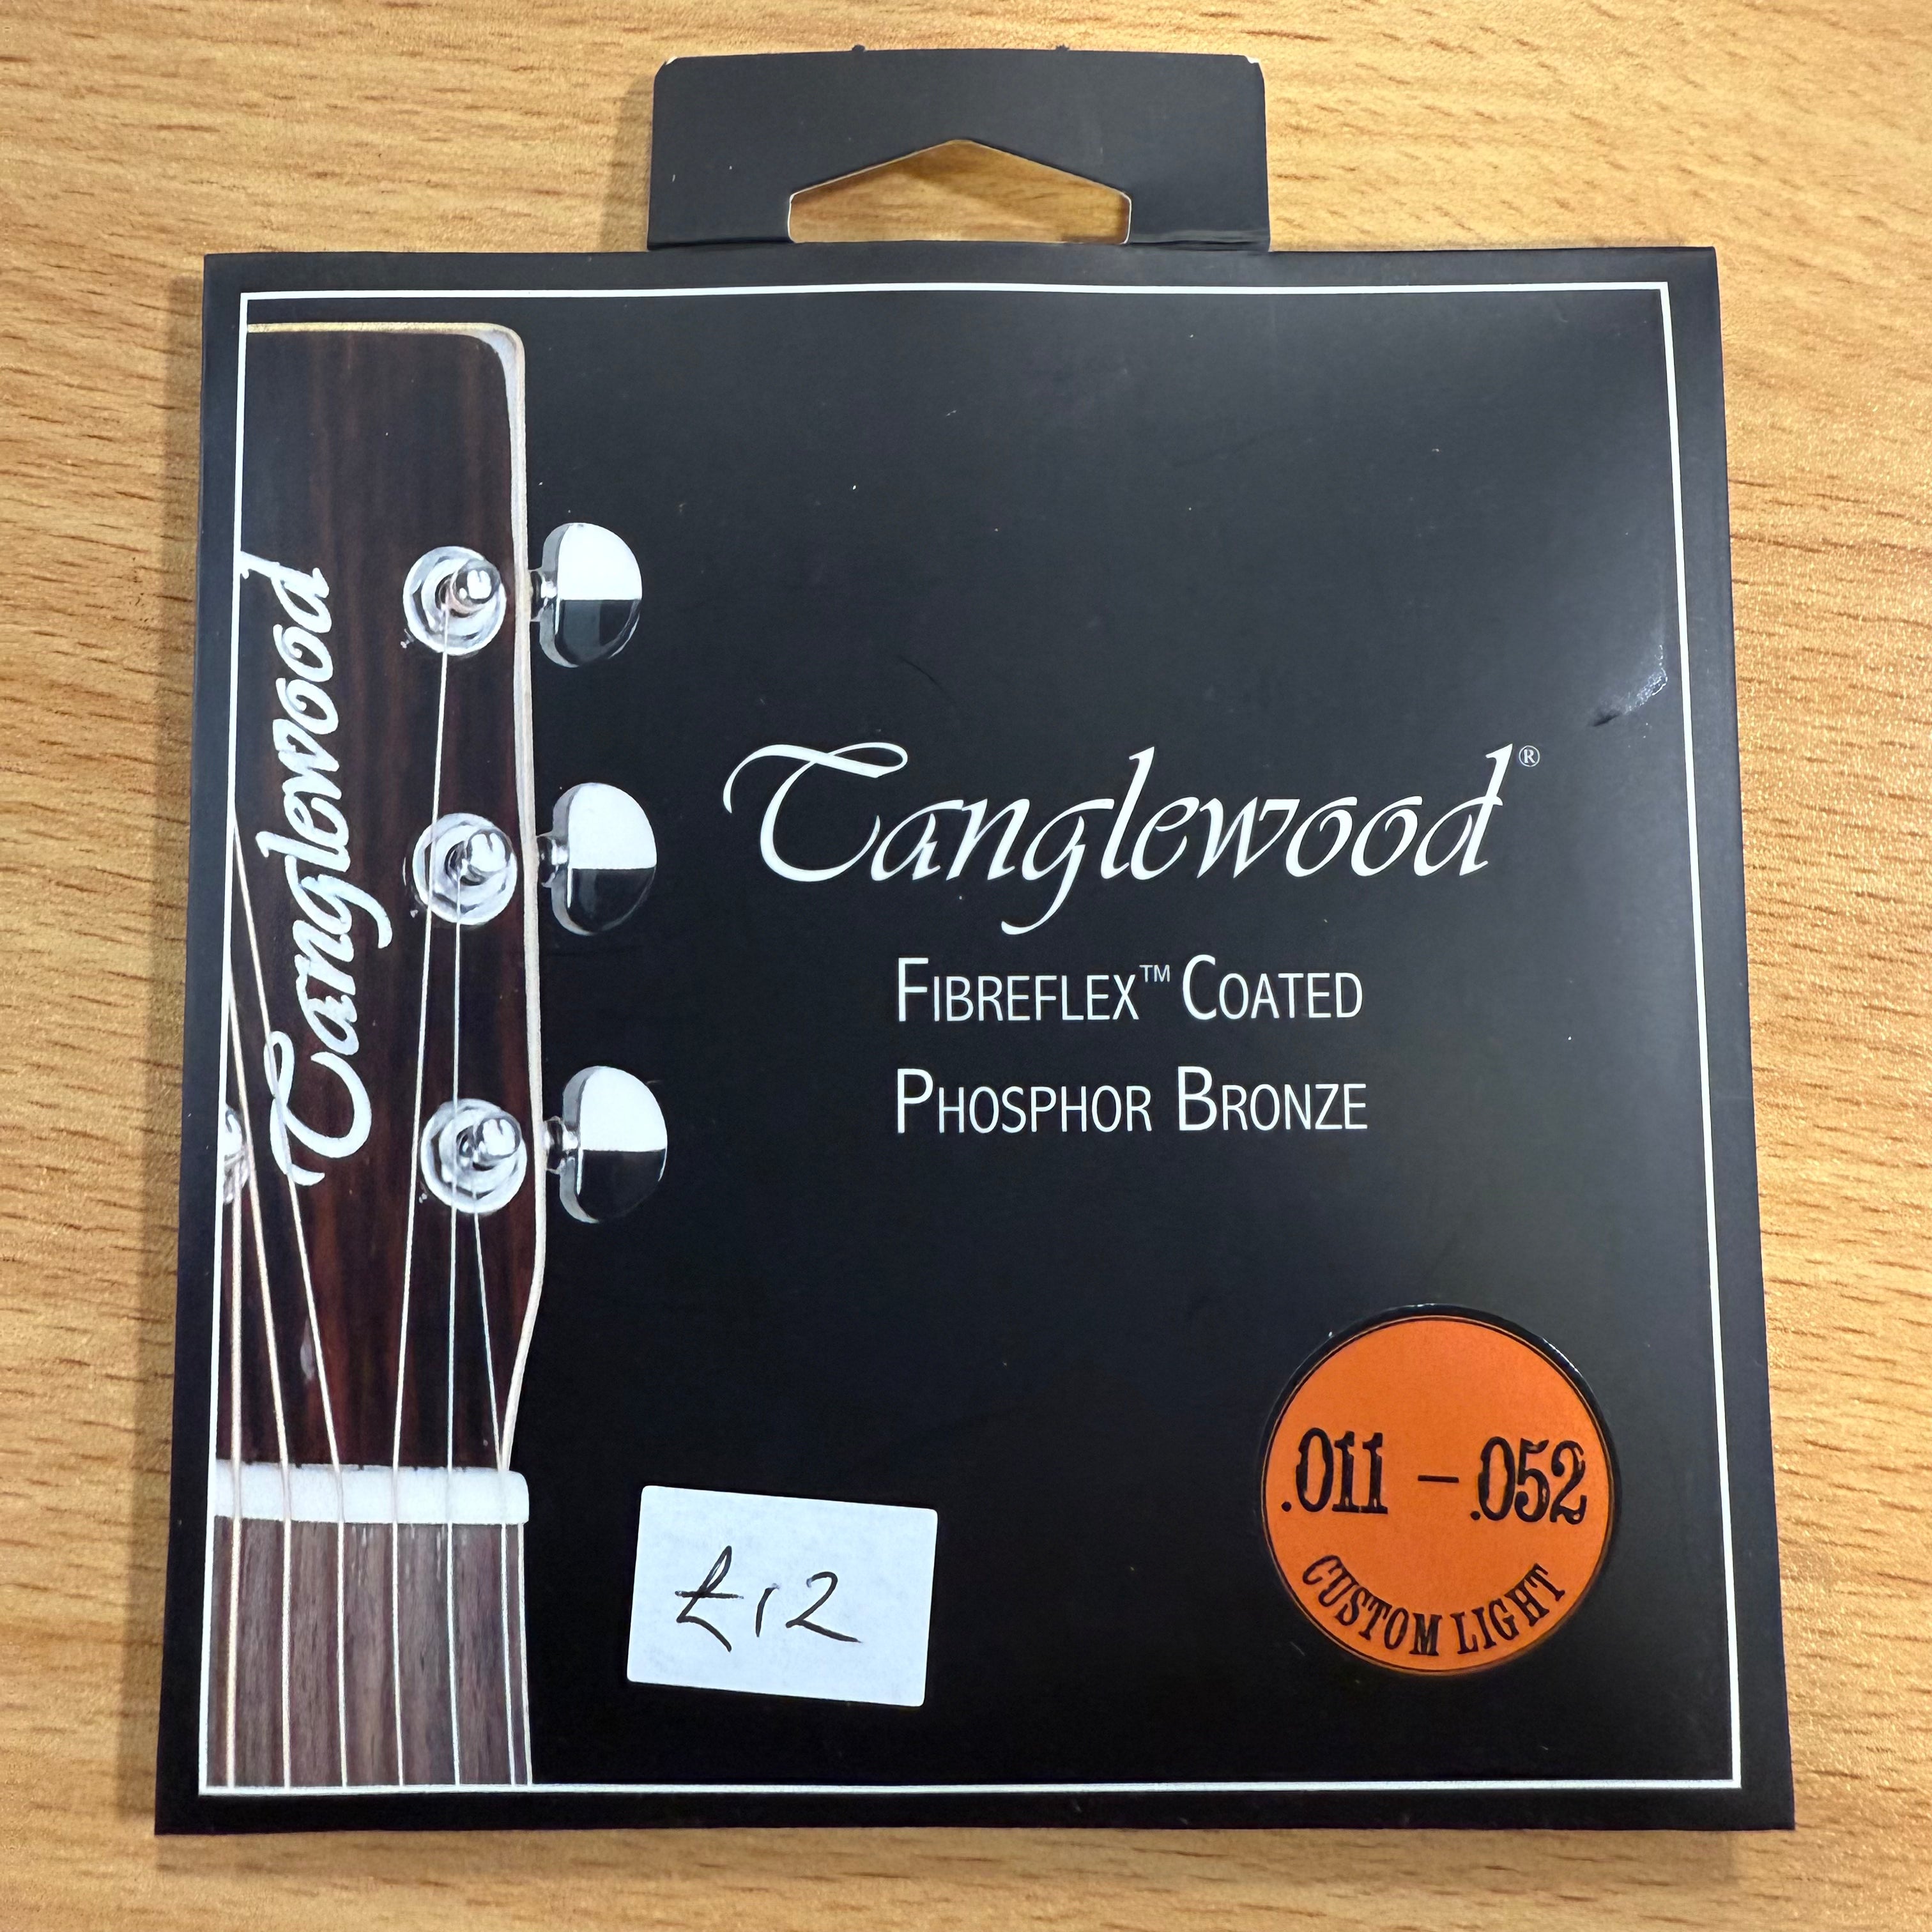 Tanglewood
Tanglewood®
FIBREFLEX™ COATED
PHOSPHOR BRONZE
.011 – .052
CUSTOM LIGHT
£12